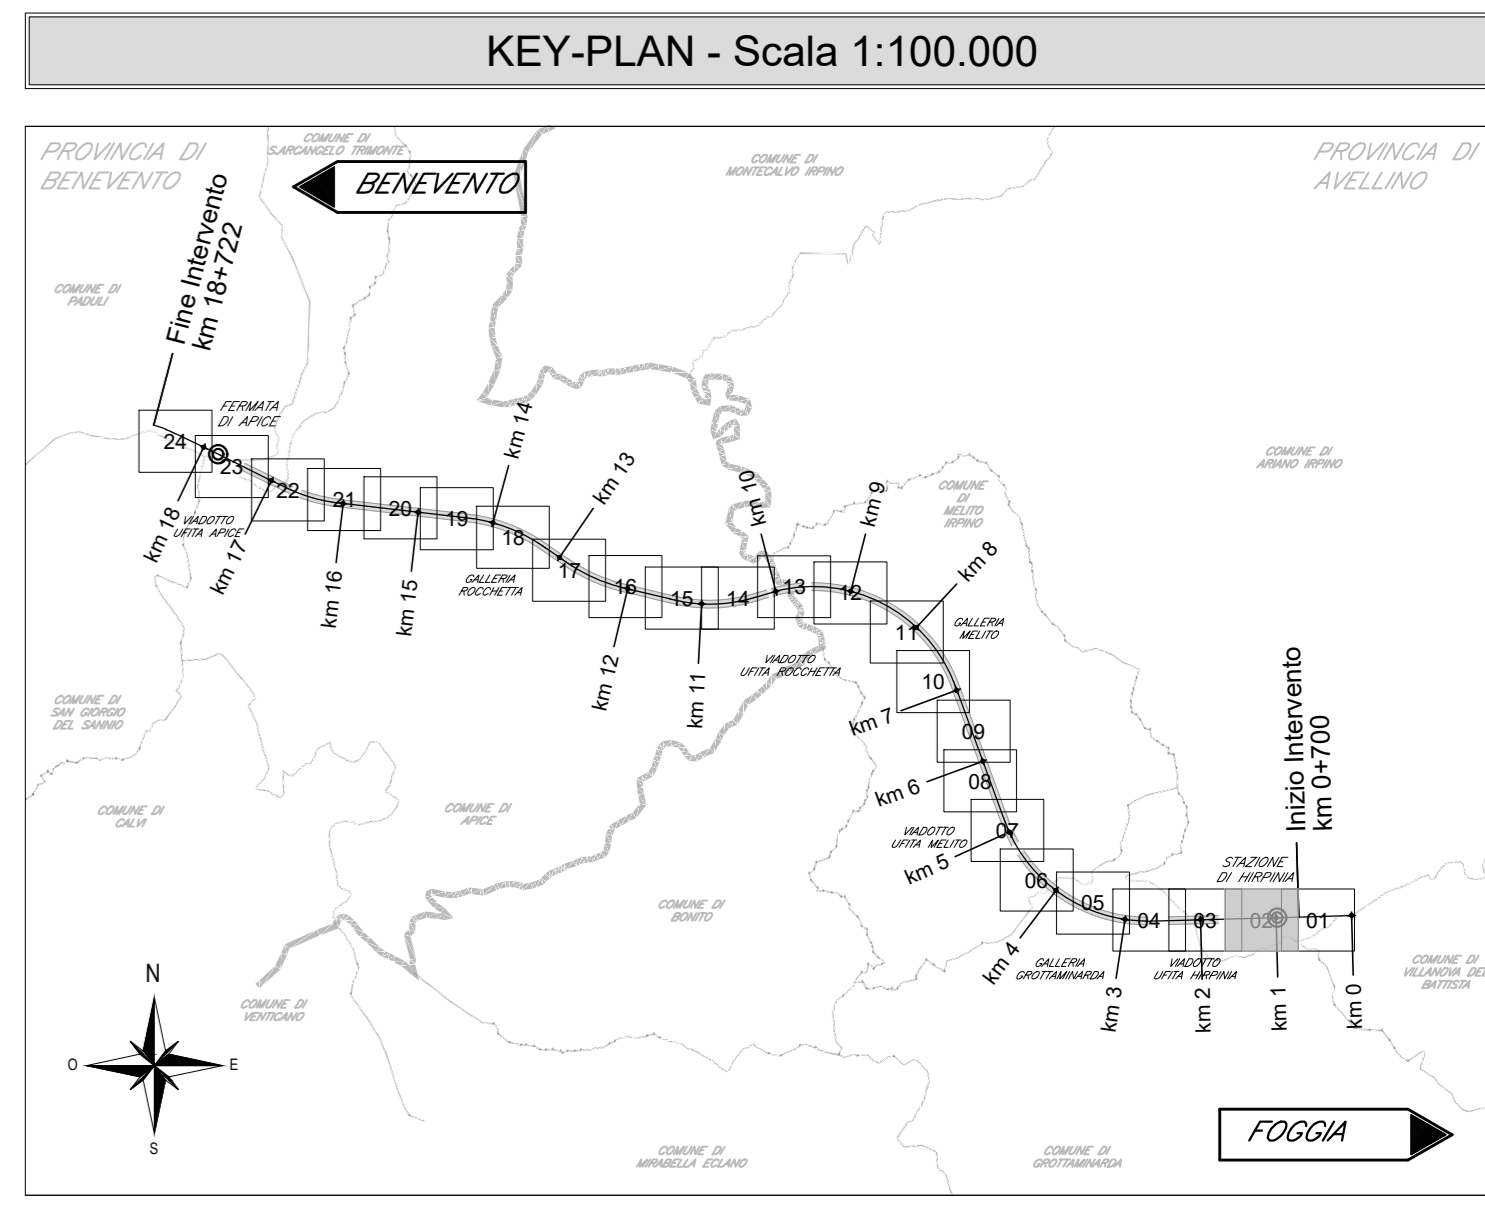 KEY-PLAN - Scala 1:100.000
PROVINCIA DI
BENEVENTO
COMUNE DI
S.ARCANGELO TRIMONTE
BENEVENTO
COMUNE DI
MONTECALVO IRPINO
PROVINCIA DI
AVELLINO
Fine Intervento
km 18+722
COMUNE DI
PADULI
FERMATA
DI APICE
24
23
22
21
20
19
18
17
16
15
14
13
12
11
10
09
08
07
06
05
04
03
02
01
km 18
km 17
km 16
km 15
km 14
km 13
km 12
km 11
km 10
km 9
km 8
km 7
km 6
km 5
km 4
km 3
km 2
km 1
km 0
VIADOTTO
UFITA APICE
GALLERIA
ROCCHETTA
VIADOTTO
UFITA ROCCHETTA
GALLERIA
MELITO
VIADOTTO
UFITA MELITO
GALLERIA
GROTTAMINARDA
VIADOTTO
UFITA HIRPINIA
STAZIONE
DI HIRPINIA
Inizio Intervento
km 0+700
COMUNE DI
ARIANO IRPINO
COMUNE
DI
MELITO
IRPINO
COMUNE DI
SAN GIORGIO
DEL SANNIO
COMUNE DI
CALVI
COMUNE DI
APICE
COMUNE DI
BONITO
COMUNE DI
VENTICANO
COMUNE DI
VILLANOVA DEL
BATTISTA
COMUNE DI
MIRABELLA ECLANO
COMUNE DI
GROTTAMINARDA
N
O
E
S
FOGGIA